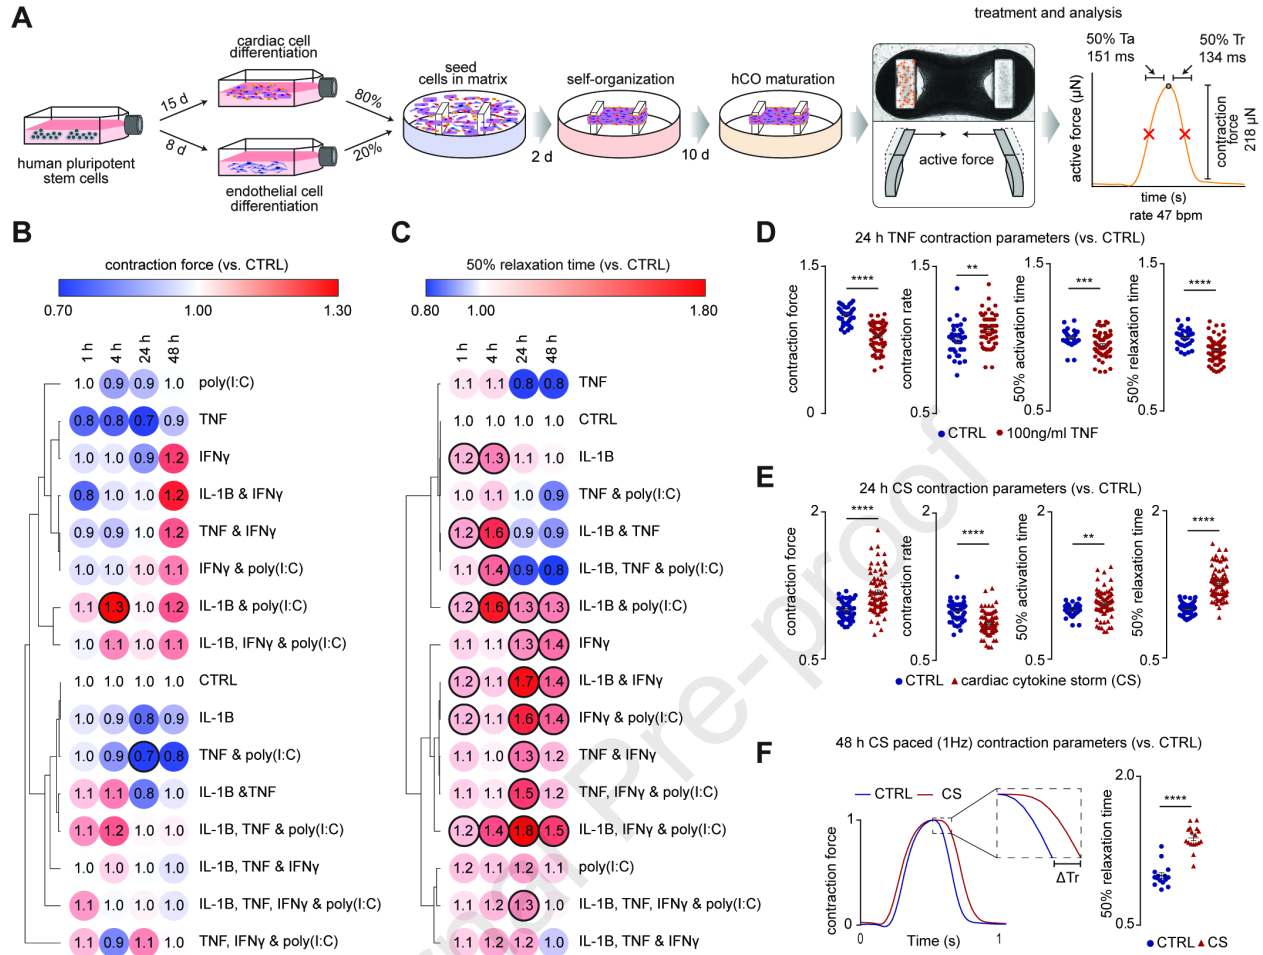 A
treatment and analysis
cardiac cell
differentiation
15 d
8 d
80%
20%
human pluripotent
stem cells
endothelial cell
differentiation
seed
cells in matrix
2 d
self-organization
10 d
hCO maturation
active force
50% Ta
151 ms
50% Tr
134 ms
active force (µN)
contraction
force
218 µN
time (s)
rate 47 bpm
B
contraction force (vs. CTRL)
0.70 1.00 1.30
1 h 4 h 24 h 48 h
1.0 0.9 0.9 1.0 poly(I:C)
0.8 0.8 0.7 0.9 TNF
1.0 1.0 0.9 1.2 IFNγ
0.8 1.0 1.0 1.2 IL-1B & IFNγ
0.9 0.9 1.0 1.2 TNF & IFNγ
1.0 1.0 1.0 1.1 IFNγ & poly(I:C)
1.1 1.3 1.0 1.2 IL-1B & poly(I:C)
1.0 1.1 1.0 1.1 IL-1B, IFNγ & poly(I:C)
1.0 1.0 1.0 1.0 CTRL
1.0 0.9 0.8 0.9 IL-1B
1.0 0.9 0.7 0.8 TNF & poly(I:C)
1.1 1.1 0.8 1.0 IL-1B &TNF
1.1 1.2 1.0 1.0 IL-1B, TNF & poly(I:C)
1.0 1.0 1.0 1.0 IL-1B, TNF & IFNγ
1.1 1.0 1.0 1.0 IL-1B, TNF, IFNγ & poly(I:C)
1.1 0.9 1.1 1.0 TNF, IFNγ & poly(I:C)
C
50% relaxation time (vs. CTRL)
0.80 1.00 1.80
1 h 4 h 24 h 48 h
1.1 1.1 0.8 0.8 TNF
1.0 1.0 1.0 1.0 CTRL
1.2 1.3 1.1 1.0 IL-1B
1.0 1.1 1.0 0.9 TNF & poly(I:C)
1.2 1.6 0.9 0.9 IL-1B & TNF
1.1 1.4 0.9 0.8 IL-1B, TNF & poly(I:C)
1.2 1.6 1.3 1.3 IL-1B & poly(I:C)
1.1 1.1 1.3 1.4 IFNγ
1.2 1.1 1.7 1.4 IL-1B & IFNγ
1.2 1.1 1.6 1.4 IFNγ & poly(I:C)
1.1 1.0 1.3 1.2 TNF & IFNγ
1.1 1.1 1.5 1.2 TNF, IFNγ & poly(I:C)
1.2 1.4 1.8 1.5 IL-1B, IFNγ & poly(I:C)
1.2 1.1 1.2 1.1 poly(I:C)
1.1 1.2 1.3 1.0 IL-1B, TNF, IFNγ & poly(I:C)
1.1 1.2 1.2 1.0 IL-1B, TNF & IFNγ
D
24 h TNF contraction parameters (vs. CTRL)
contraction force
1.5
0
****
contraction rate
1.5
0.5
**
50% activation time
1.5
0.5
***
50% relaxation time
1.5
0.5
****
CTRL 100ng/ml TNF
E
24 h CS contraction parameters (vs. CTRL)
contraction force
2
0.5
****
contraction rate
2
0.5
****
50% activation time
2
0.5
**
50% relaxation time
2
0.5
****
CTRL cardiac cytokine storm (CS)
F
48 h CS paced (1Hz) contraction parameters (vs. CTRL)
CTRL CS
contraction force
1
0
0 Time (s) 1
ΔTr
50% relaxation time
2.0
0.5
****
CTRL CS
nal Pre-proof